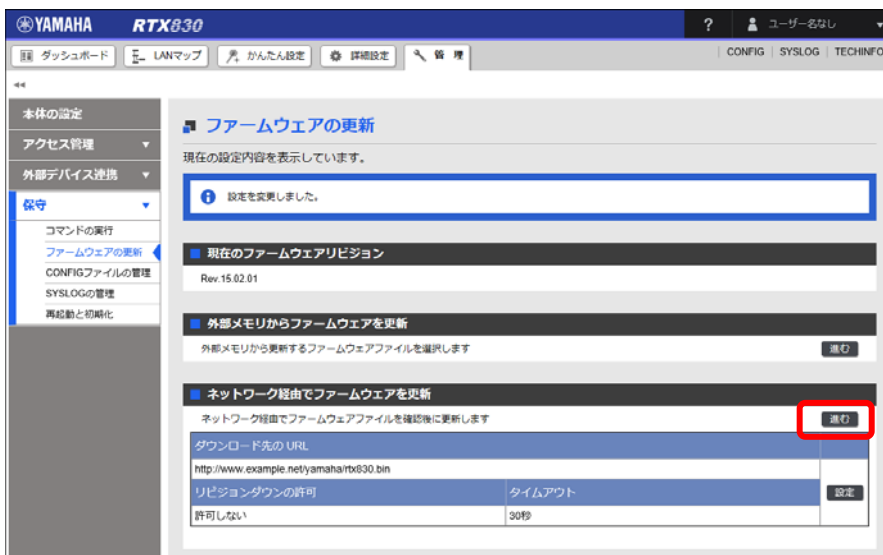 YAMAHA RTX830 ? ユーザー名なし
ダッシュボード LANマップ かんたん設定 詳細設定 管理 CONFIG SYSLOG TECHINFO
本体の設定
アクセス管理
外部デバイス連携
保守
コマンドの実行
ファームウェアの更新
CONFIGファイルの管理
SYSLOGの管理
再起動と初期化
ファームウェアの更新
現在の設定内容を表示しています。
設定を変更しました。
現在のファームウェアリビジョン
Rev.15.02.01
外部メモリからファームウェアを更新
外部メモリから更新するファームウェアファイルを選択します 進む
ネットワーク経由でファームウェアを更新
ネットワーク経由でファームウェアファイルを確認後に更新します 進む
ダウンロード先の URL
http://www.example.net/yamaha/rtx830.bin
リビジョンダウンの許可 タイムアウト 設定
許可しない 30秒